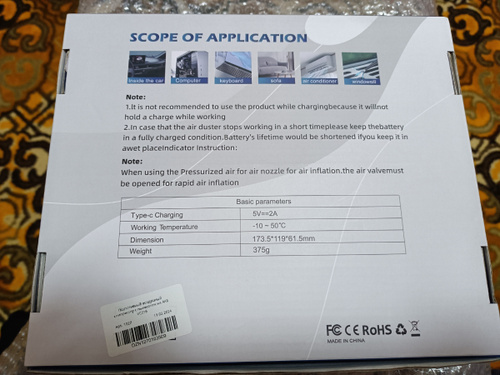 SCOPE OF APPLICATION
inside the car Computer keyboard sofa air conditioner windowsill
Note:
1.It is not recommended to use the product while chargingbecause it willnot
hold a charge while working
2.In case that the air duster stops working in a short timeplease keep thebattery
in a fully charged condition.Battery's lifetime would be shortened ifyou keep it in
awet placeIndicator Instruction:
Note:
When using the Pressurized air for air nozzle for air inflation.the air valvemust
be opened for rapid air inflation
Basic parameters
Type-c Charging 5V==2A
Working Temperature -10 ~ 50℃
Dimension 173.5*119*61.5mm
Weight 375g
FC CE RoHS
MADE IN CHINA